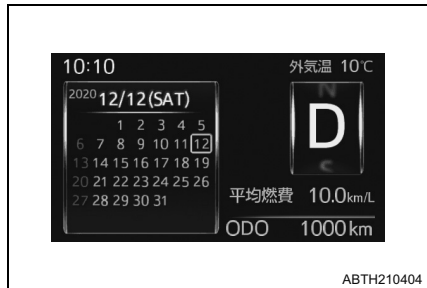 10:10
外気温 10℃
2020 12/12(SAT)
1 2 3 4 5
6 7 8 9 10 11 12
13 14 15 16 17 18 19
20 21 22 23 24 25 26
27 28 29 30 31
N
D
C
平均燃費 10.0km/L
ODO 1000km
ABTH210404